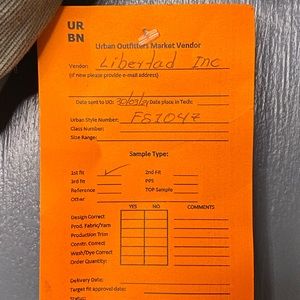 UR
BN
Urban Outfitters Market Vendor
Vendor: Libertad Inc
(if new please provide e-mail address)
Date sent to UO: Date place in Tech:
Urban Style Number: FS1047
Class Number:
Size Range:
Sample Type:
1st Fit ✓ 2nd Fit
3rd Fit PPS
Reference TOP Sample
Other
YES NO COMMENTS
Design Correct
Prod. Fabric/Yarn
Production Trim
Constr. Correct
Wash/Dye Correct
Order Quantity:
Delivery Date:
Target fit approval date:
Status: